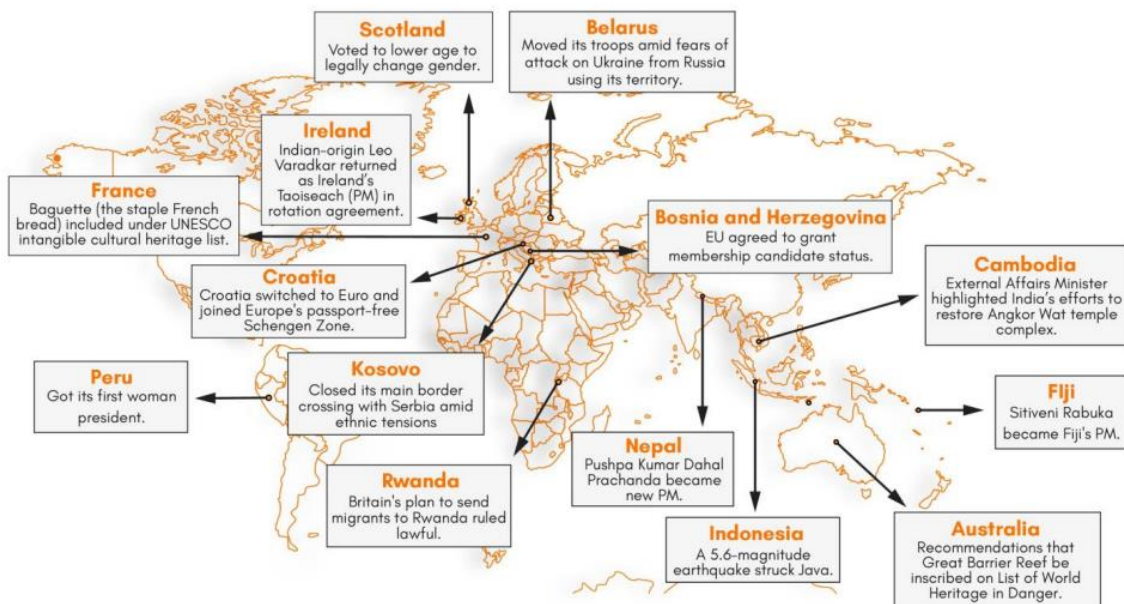 Scotland
Voted to lower age to
legally change gender.
Belarus
Moved its troops amid fears of
attack on Ukraine from Russia
using its territory.
Ireland
Indian-origin Leo
Varadkar returned
as Ireland's
Taoiseach (PM) in
rotation agreement.
France
Baguette (the staple French
bread) included under UNESCO
intangible cultural heritage list.
Bosnia and Herzegovina
EU agreed to grant
membership candidate status.
Croatia
Croatia switched to Euro and
joined Europe's passport-free
Schengen Zone.
Cambodia
External Affairs Minister
highlighted India's efforts to
restore Angkor Wat temple
complex.
Peru
Got its first woman
president.
Kosovo
Closed its main border
crossing with Serbia amid
ethnic tensions
FIji
Sitiveni Rabuka
became Fiji's PM.
Rwanda
Britain's plan to send
migrants to Rwanda ruled
lawful.
Nepal
Pushpa Kumar Dahal
Prachanda became
new PM.
Indonesia
A 5.6-magnitude
earthquake struck Java.
Australia
Recommendations that
Great Barrier Reef be
inscribed on List of World
Heritage in Danger.